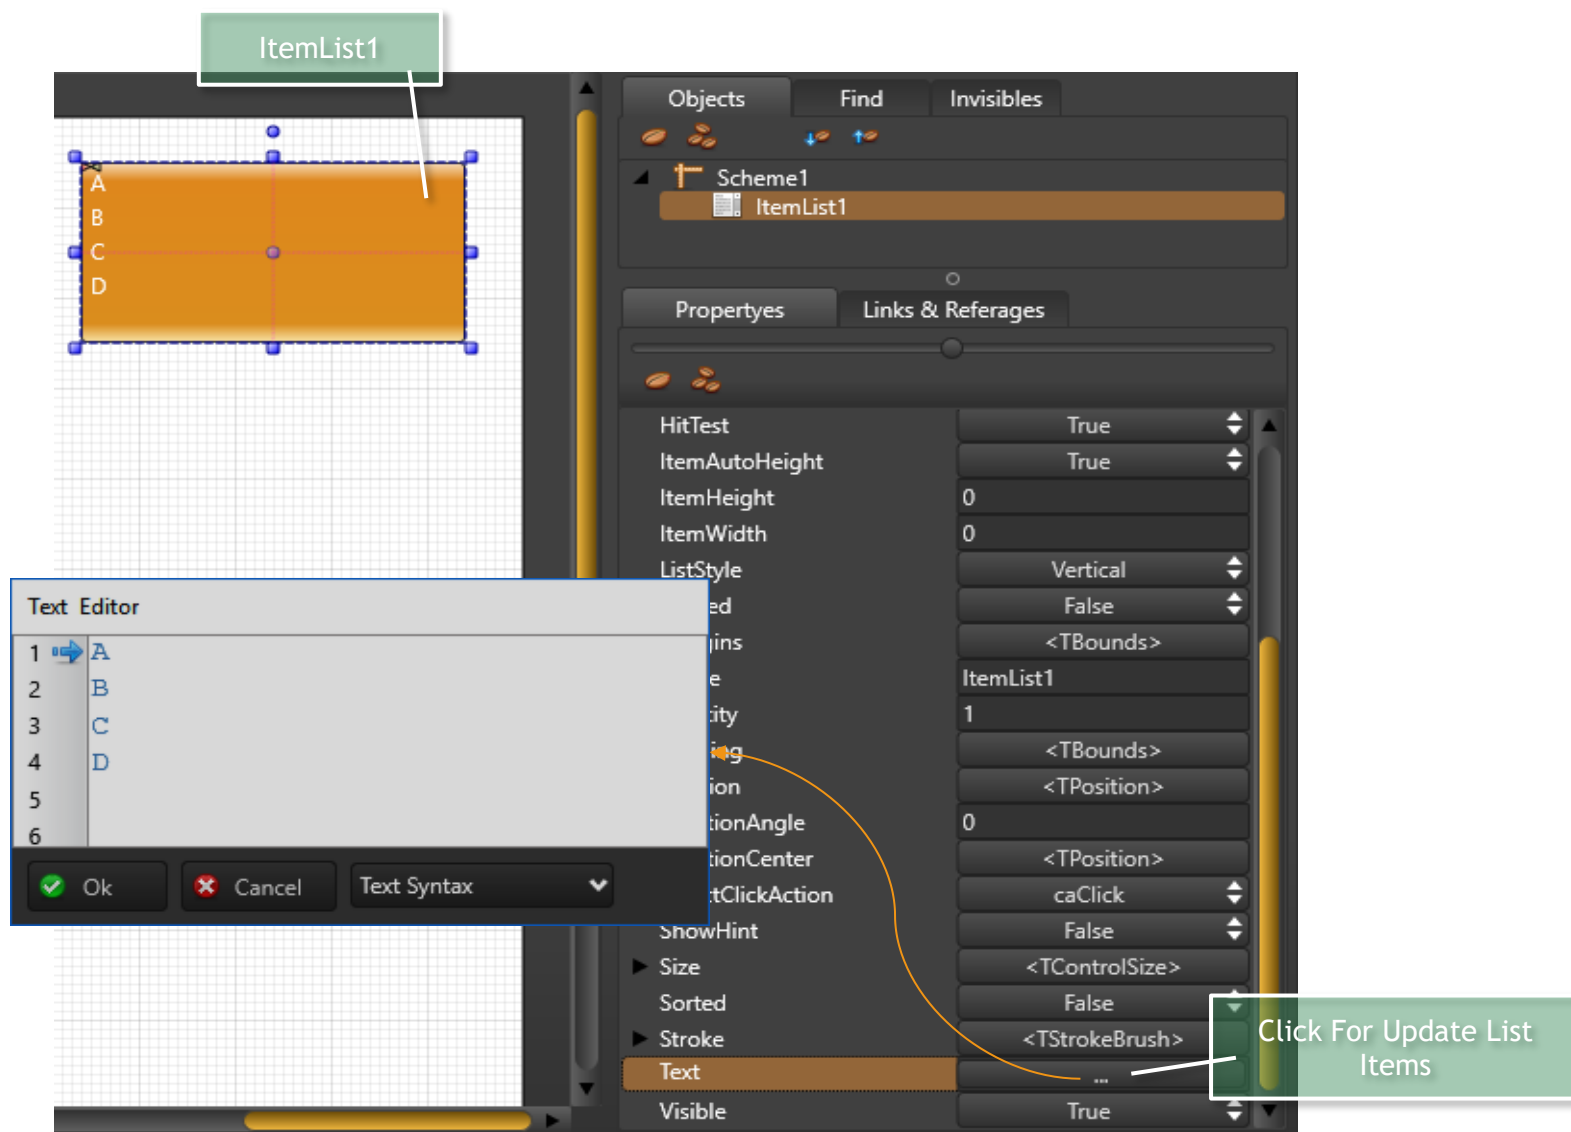 ItemList1
A
B
C
D
Objects
Find
Invisibles
Scheme1
ItemList1
Propertyes
Links & Referages
HitTest True
ItemAutoHeight True
ItemHeight 0
ItemWidth 0
ListStyle Vertical
ed False
gins <TBounds>
e ItemList1
ity 1
ing <TBounds>
ion <TPosition>
tionAngle 0
tionCenter <TPosition>
tClickAction caClick
ShowHint False
Size <TControlSize>
Sorted False
Stroke <TStrokeBrush>
Text ...
Visible True
Text Editor
1 A
2 B
3 C
4 D
5
6
Ok
Cancel
Text Syntax
Click For Update List
Items